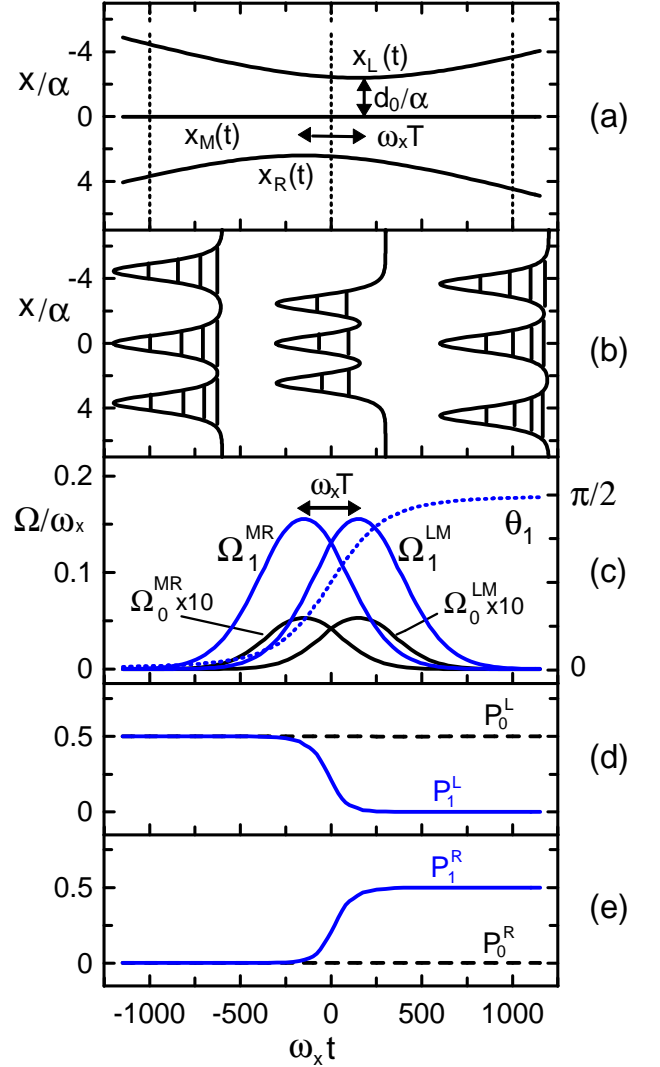 -4
x/α
0
4
x_L(t)
d_0/α
x_M(t)
ω_xT
x_R(t)
(a)
-4
x/α
0
4
(b)
0.2
Ω/ω_x
0.1
0
ω_xT
π/2
0
Ω_1^MR
Ω_1^LM
θ_1
Ω_0^MR x10
Ω_0^LM x10
(c)
0.5
0
P_0^L
P_1^L
(d)
0.5
0
P_1^R
P_0^R
(e)
-1000 -500 0 500 1000
ω_x t